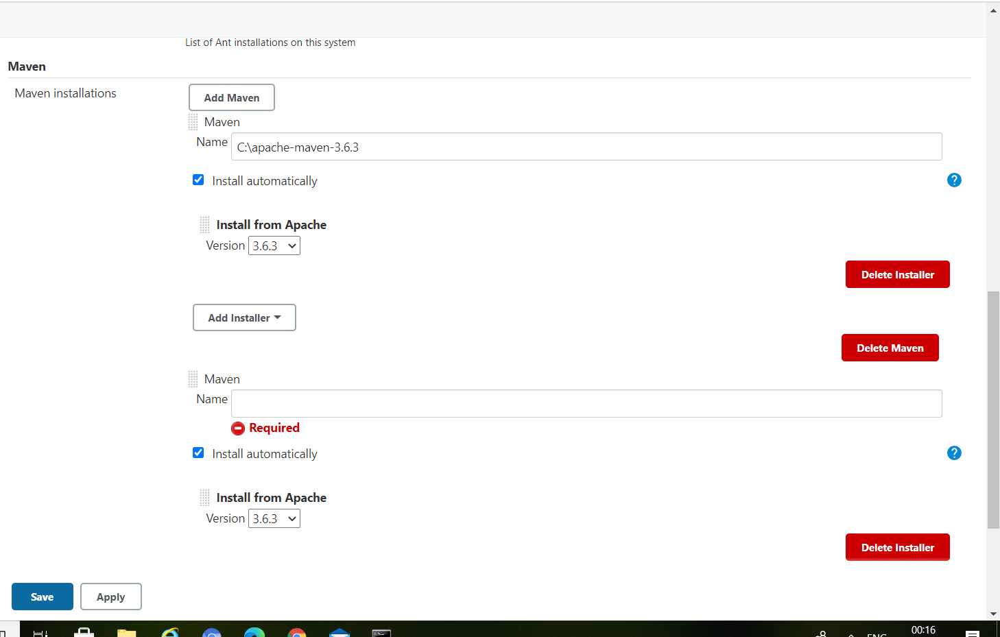 List of Ant installations on this system
Maven
Maven installations
Add Maven
Maven
Name C:\apache-maven-3.6.3
Install automatically
?
Install from Apache
Version 3.6.3
Delete Installer
Add Installer
Delete Maven
Maven
Name
Required
Install automatically
?
Install from Apache
Version 3.6.3
Delete Installer
Save Apply
00:16
ENG